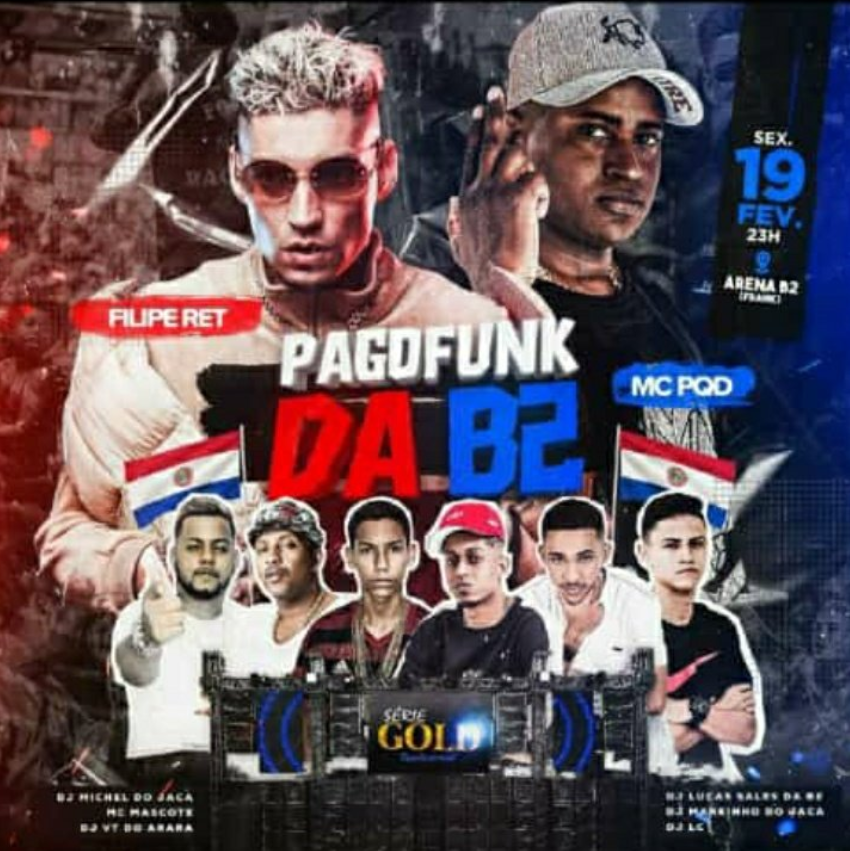 SEX.
19
FEV.
23H
ARENA B2
(FRANK)
FILIPE RET
PAGOFUNK
MC PQD
DA B2
SÉRIE
GOLD
DJ MICHEL DO JACA
MC MASCOTE
DJ VT DO ARARA
DJ LUCAS SALES DA B2
DJ MARKINHO DO JACA
DJ LC